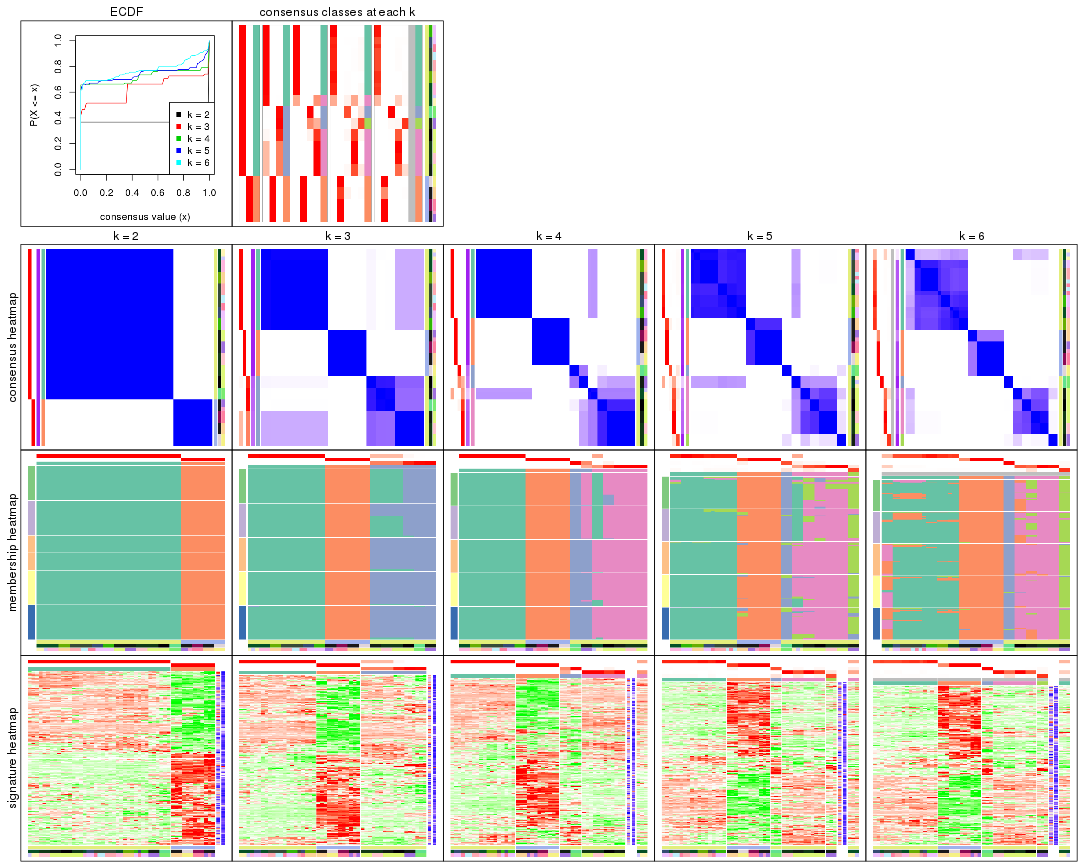 ECDF
consensus classes at each k
P(X <= x)
1.0
0.8
0.6
0.4
0.2
0.0
k = 2
k = 3
k = 4
k = 5
k = 6
0.0 0.2 0.4 0.6 0.8 1.0
consensus value (x)
k = 2
k = 3
k = 4
k = 5
k = 6
consensus heatmap
membership heatmap
signature heatmap